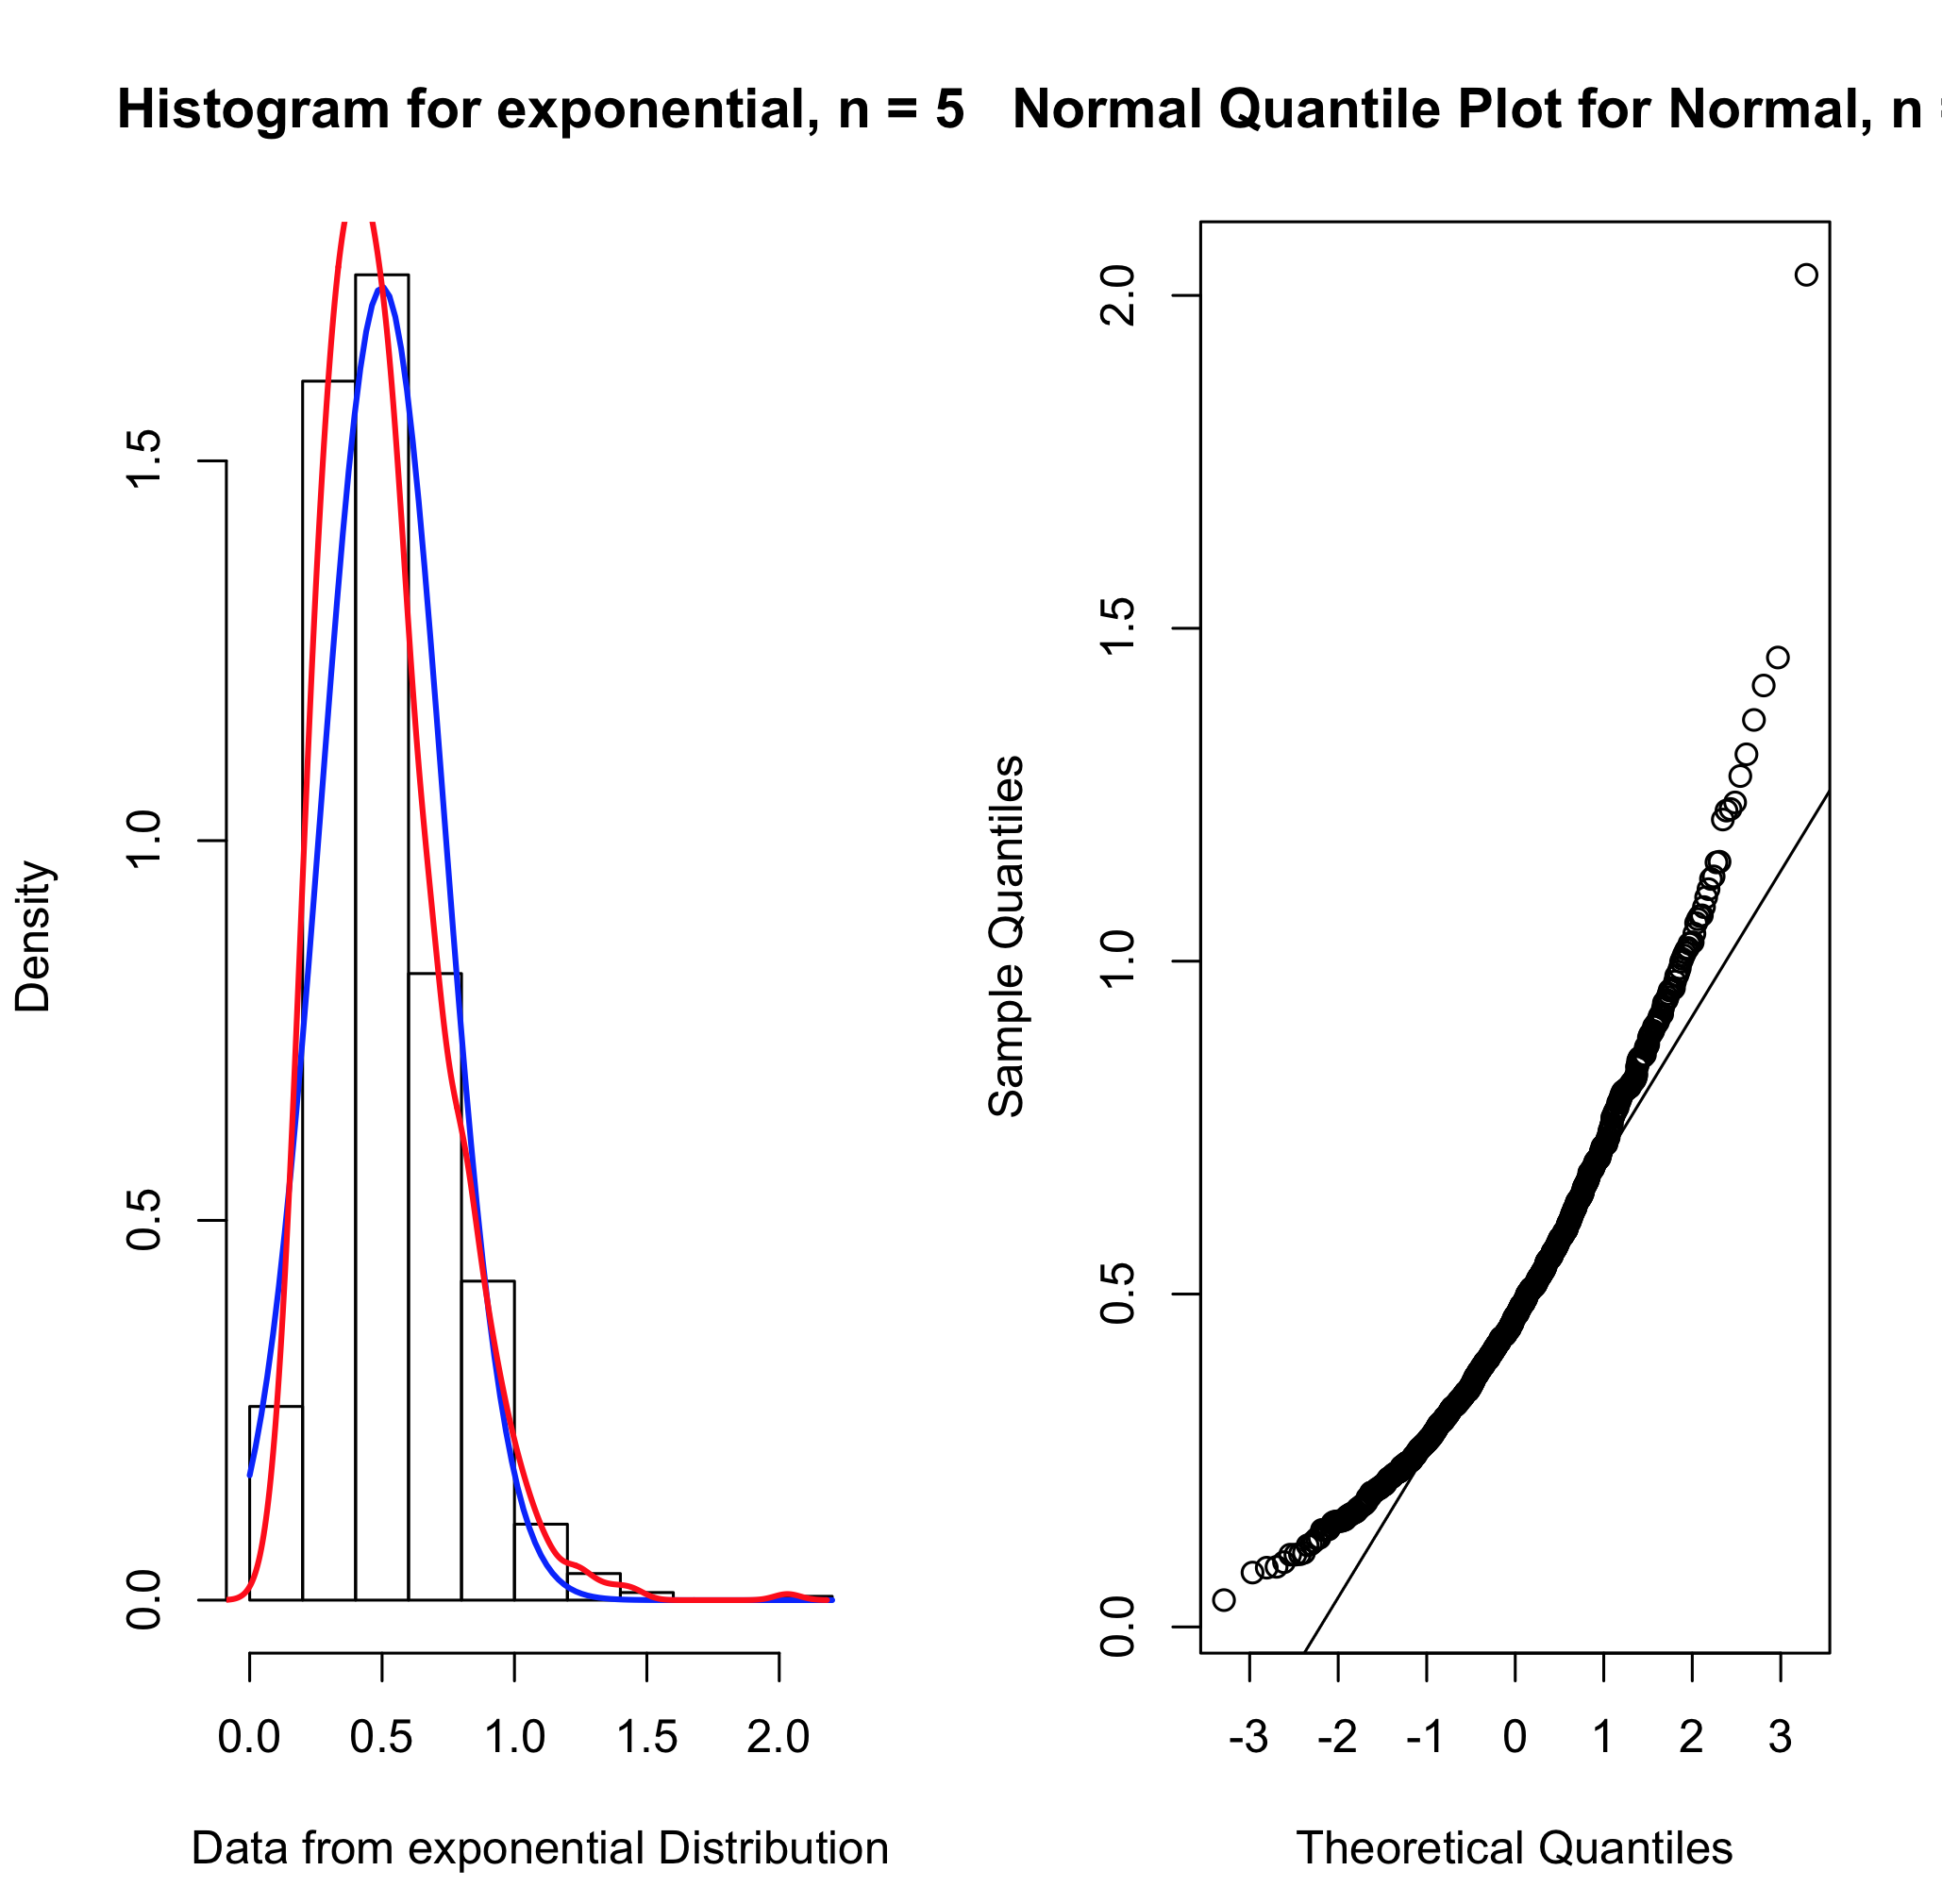 Histogram for exponential, n = 5
Density
1.5
1.0
0.5
0.0
0.0 0.5 1.0 1.5 2.0
Data from exponential Distribution
Normal Quantile Plot for Normal, n
Sample Quantiles
2.0
1.5
1.0
0.5
0.0
-3 -2 -1 0 1 2 3
Theoretical Quantiles